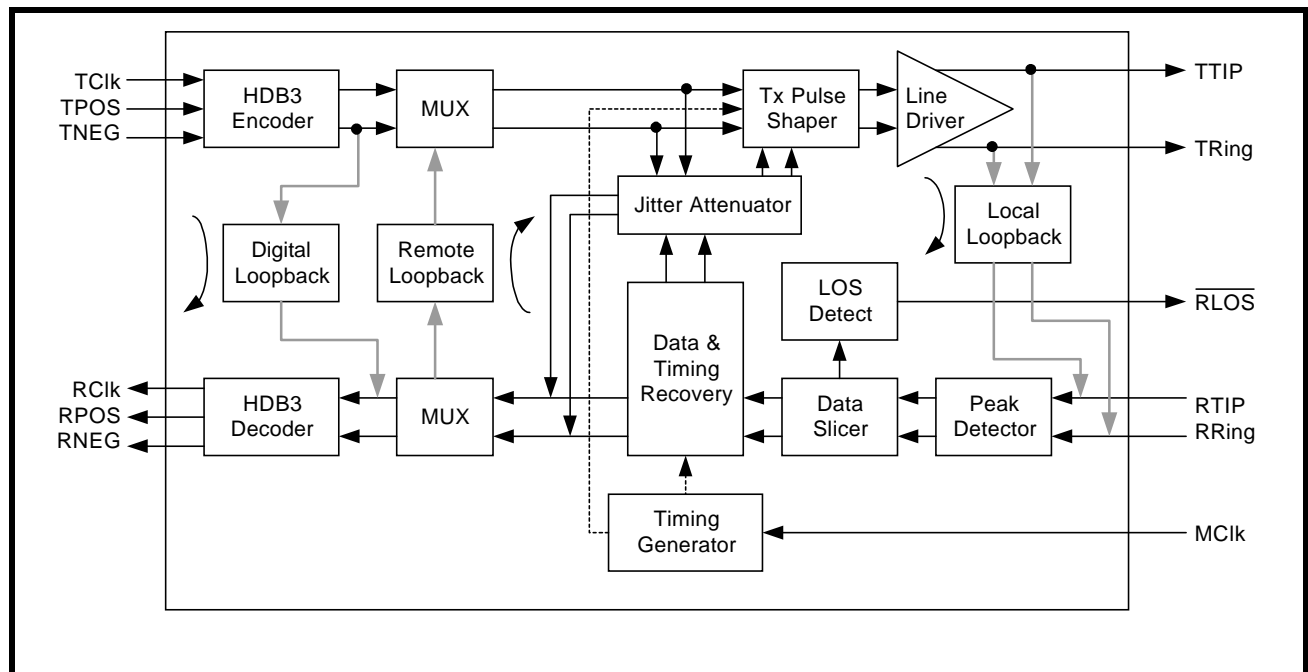 TClk
TPOS
TNEG
HDB3
Encoder
MUX
Tx Pulse
Shaper
Line
Driver
TTIP
TRing
Jitter Attenuator
Digital
Loopback
Remote
Loopback
Local
Loopback
LOS
Detect
RLOS
Data &
Timing
Recovery
RClk
RPOS
RNEG
HDB3
Decoder
MUX
Data
Slicer
Peak
Detector
RTIP
RRing
Timing
Generator
MClk